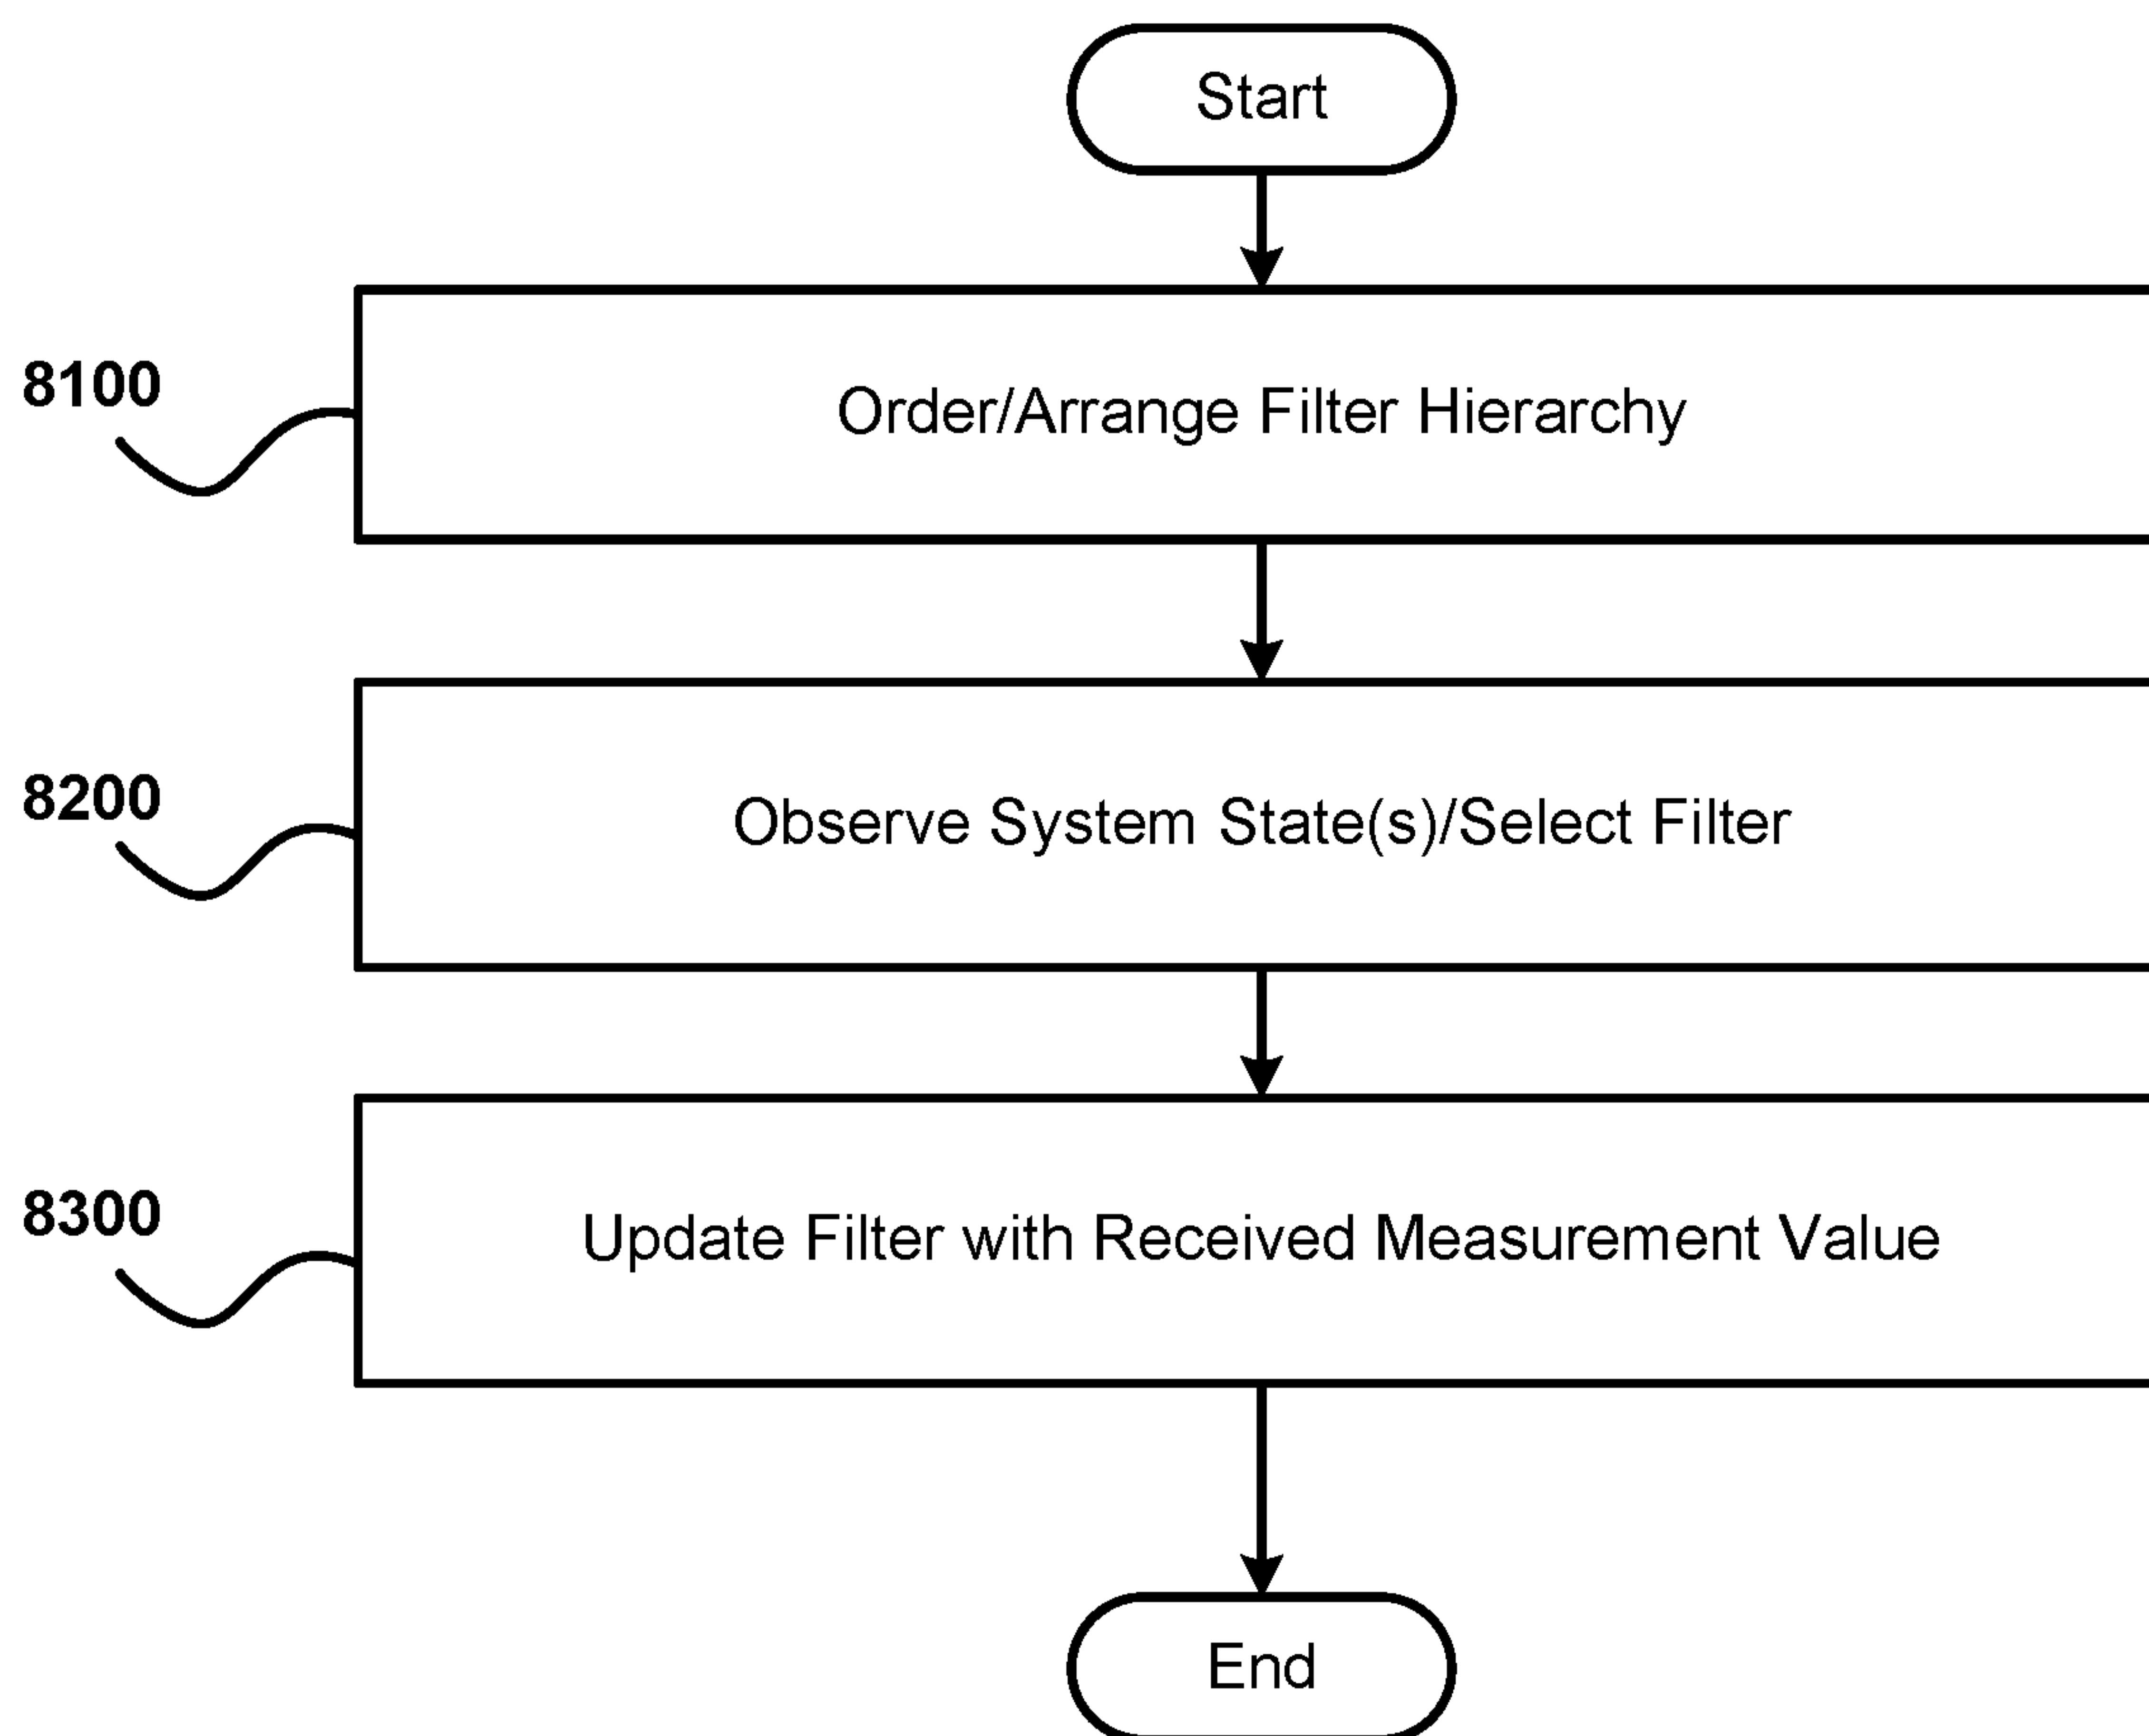 Start
8100
Order/Arrange Filter Hierarchy
8200
Observe System State(s)/Select Filter
8300
Update Filter with Received Measurement Value
End